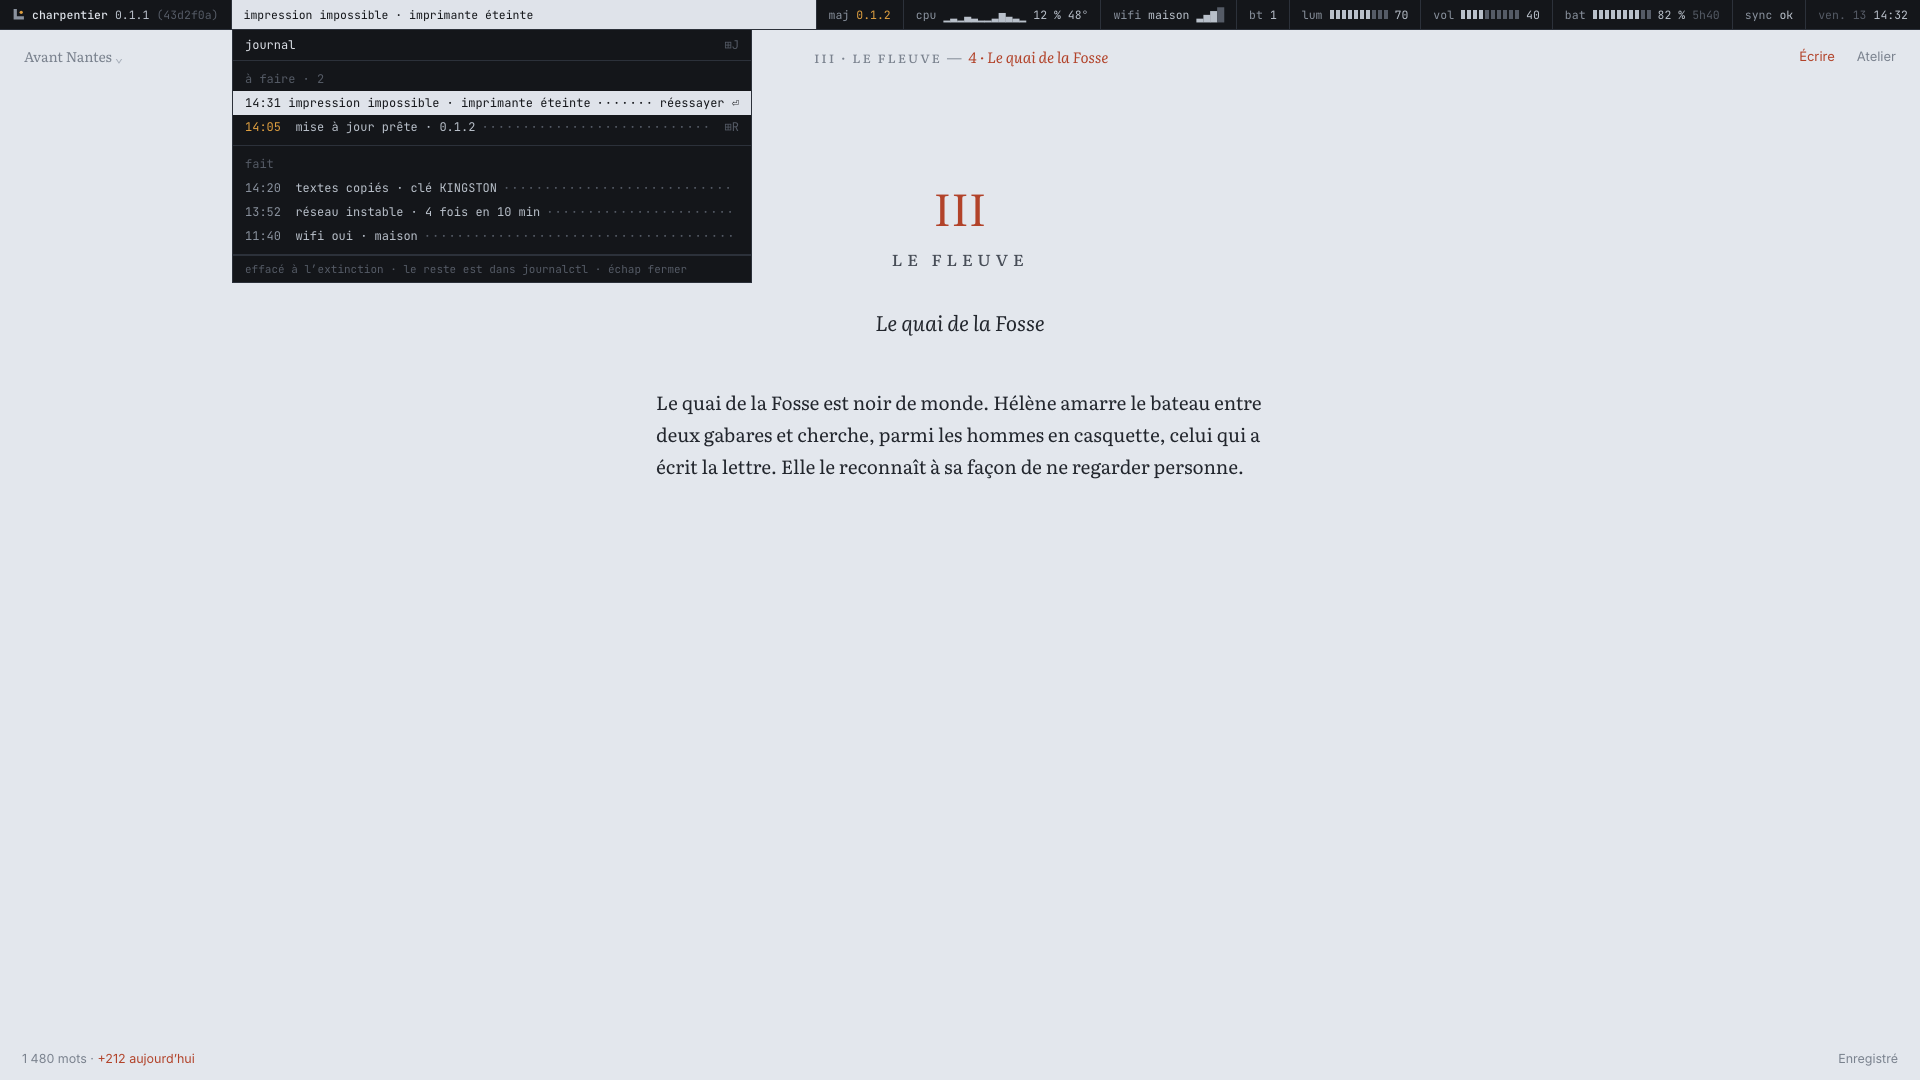 charpentier 0.1.1 (43d2f0a) impression impossible · imprimante éteinte maj 0.1.2 cpu 12 % 48° wifi maison bt 1 lum 70 vol 40 bat 82 % 5h40 sync ok ven. 13 14:32
Avant Nantes
III · LE FLEUVE — 4 · Le quai de la Fosse
Écrire Atelier
journal ⊞J
à faire · 2
14:31 impression impossible · imprimante éteinte ······· réessayer ⏎
14:05 mise à jour prête · 0.1.2 ···························· ⊞R
fait
14:20 textes copiés · clé KINGSTON ····························
13:52 réseau instable · 4 fois en 10 min ·······················
11:40 wifi oui · maison ······································
effacé à l’extinction · le reste est dans journalctl · échap fermer
III
LE FLEUVE
Le quai de la Fosse
Le quai de la Fosse est noir de monde. Hélène amarre le bateau entre
deux gabares et cherche, parmi les hommes en casquette, celui qui a
écrit la lettre. Elle le reconnaît à sa façon de ne regarder personne.
1 480 mots · +212 aujourd’hui
Enregistré